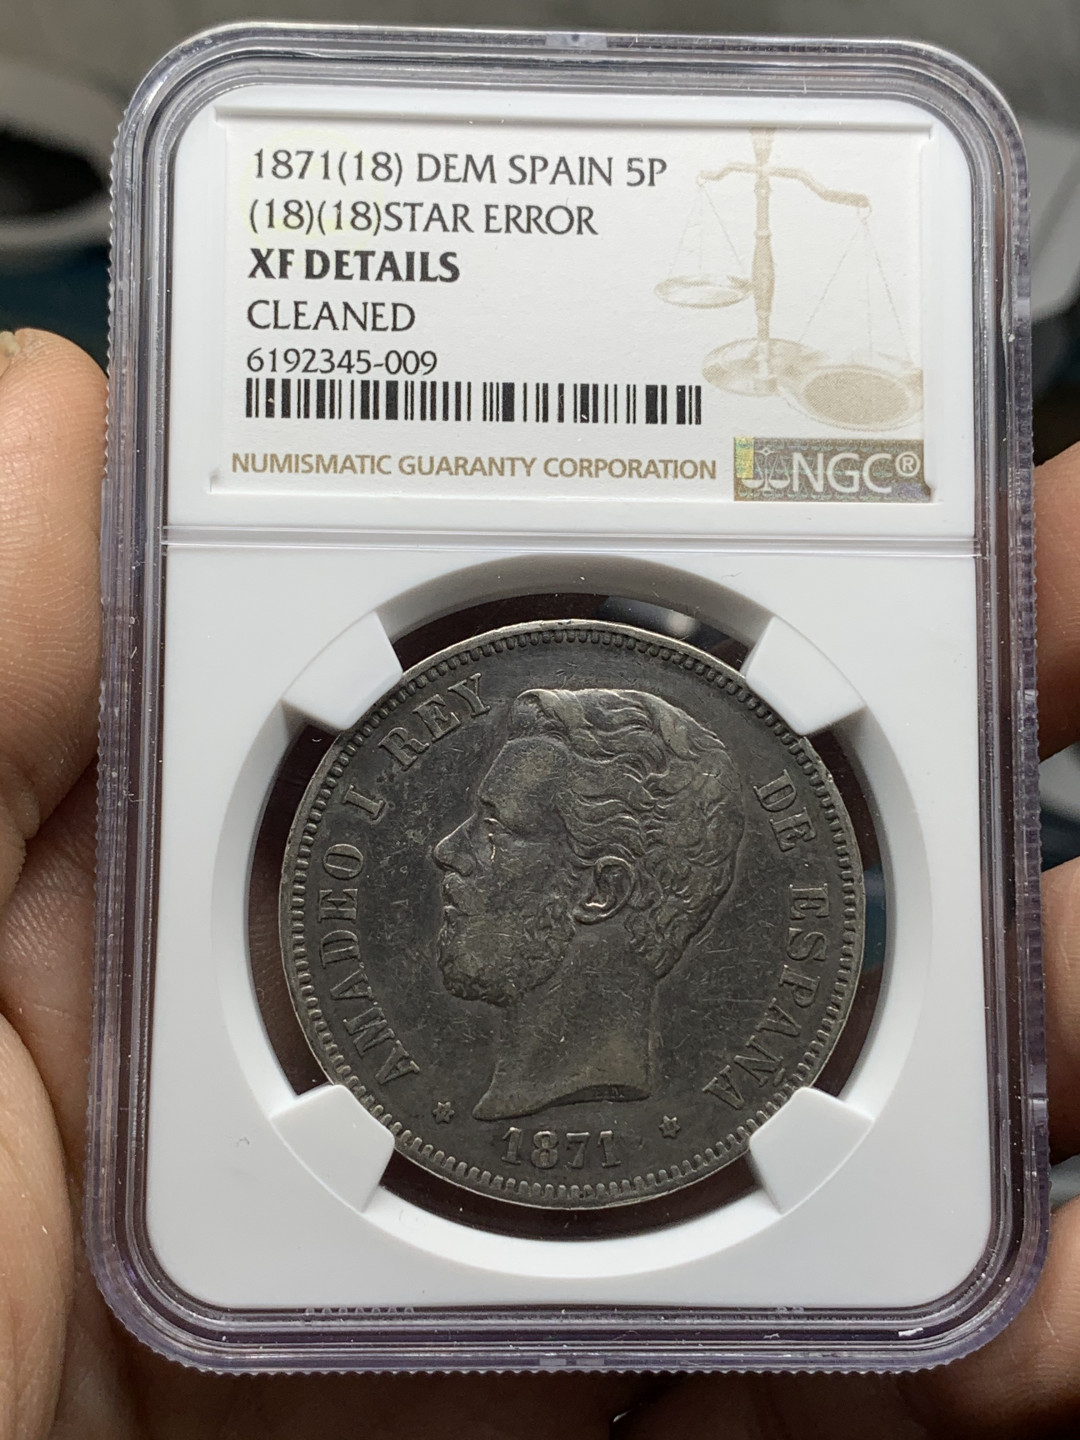 1871(18) DEM SPAIN 5P
(18)(18)STAR ERROR
XF DETAILS
CLEANED
6192345-009
NUMISMATIC GUARANTY CORPORATION
NGC®
AMADEO I REY DE ESPAÑA
1871